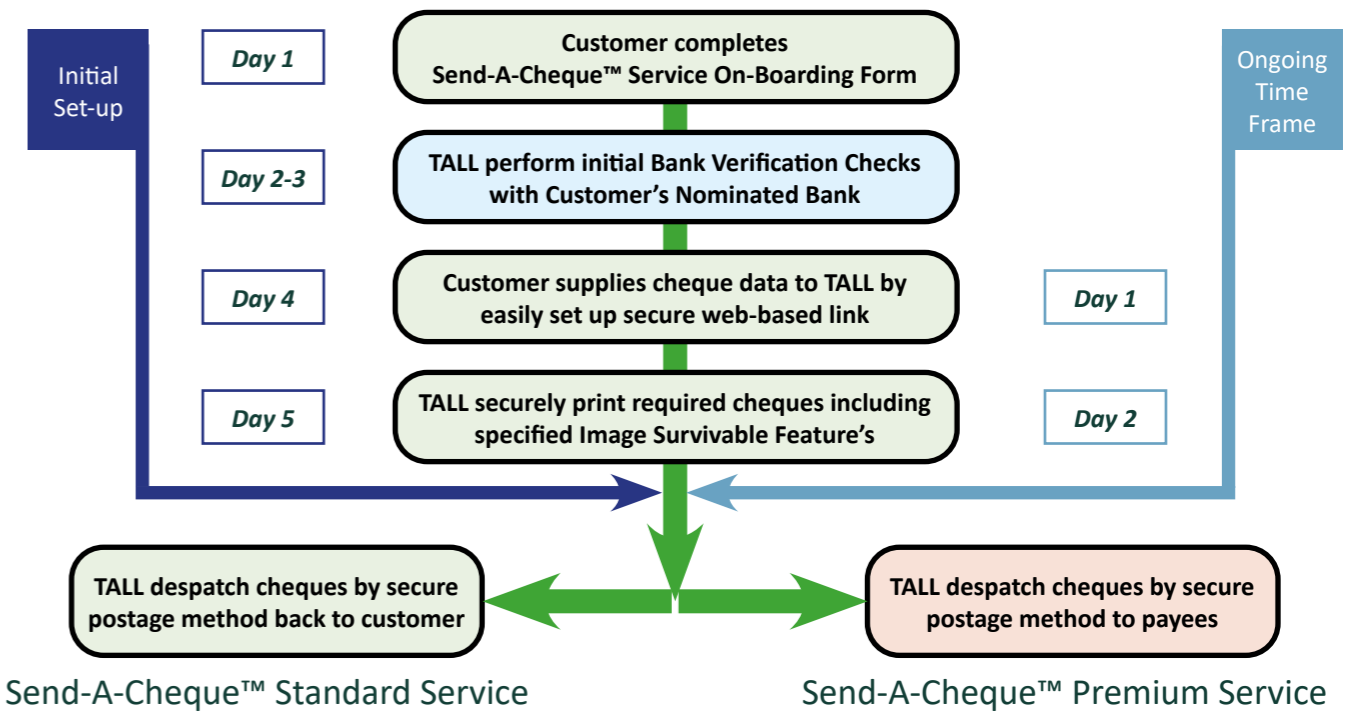 Initial
Set-up
Day 1
Customer completes
Send-A-Cheque™ Service On-Boarding Form
Ongoing
Time
Frame
Day 2-3
TALL perform initial Bank Verification Checks
with Customer's Nominated Bank
Day 4
Customer supplies cheque data to TALL by
easily set up secure web-based link
Day 1
Day 5
TALL securely print required cheques including
specified Image Survivable Feature's
Day 2
TALL despatch cheques by secure
postage method back to customer
TALL despatch cheques by secure
postage method to payees
Send-A-Cheque™ Standard Service
Send-A-Cheque™ Premium Service